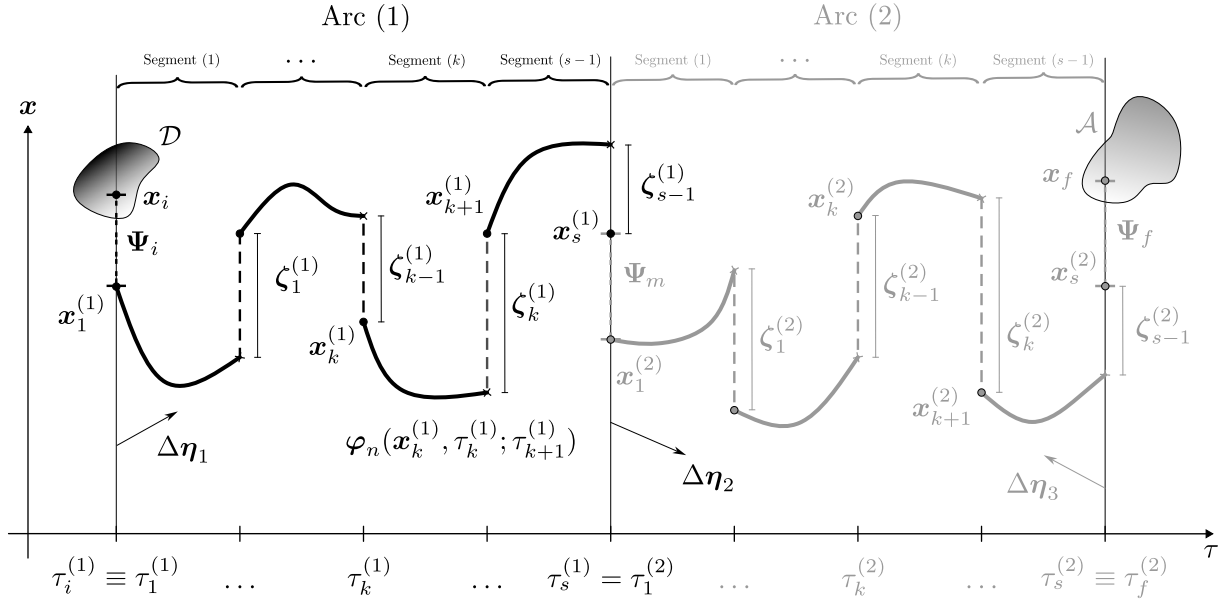 Arc (1)
Arc (2)
Segment (1) . . . Segment (k) Segment (s − 1) Segment (1) . . . Segment (k) Segment (s − 1)
x
𝒟
𝒜
x_i
x_f
Ψ_i
Ψ_f
x_{k+1}^{(1)}
ζ_{s−1}^{(1)}
x_s^{(1)}
x_k^{(2)}
x_1^{(1)}
ζ_1^{(1)}
ζ_{k−1}^{(1)}
ζ_k^{(1)}
Ψ_m
ζ_{k−1}^{(2)}
x_s^{(2)}
x_k^{(1)}
ζ_1^{(2)}
ζ_k^{(2)}
ζ_{s−1}^{(2)}
x_1^{(2)}
x_{k+1}^{(2)}
φ_n(x_k^{(1)}, τ_k^{(1)}; τ_{k+1}^{(1)})
Δη_1
Δη_2
Δη_3
τ
τ_i^{(1)} ≡ τ_1^{(1)} . . . τ_k^{(1)} . . . τ_s^{(1)} = τ_1^{(2)} . . . τ_k^{(2)} . . . τ_s^{(2)} ≡ τ_f^{(2)}